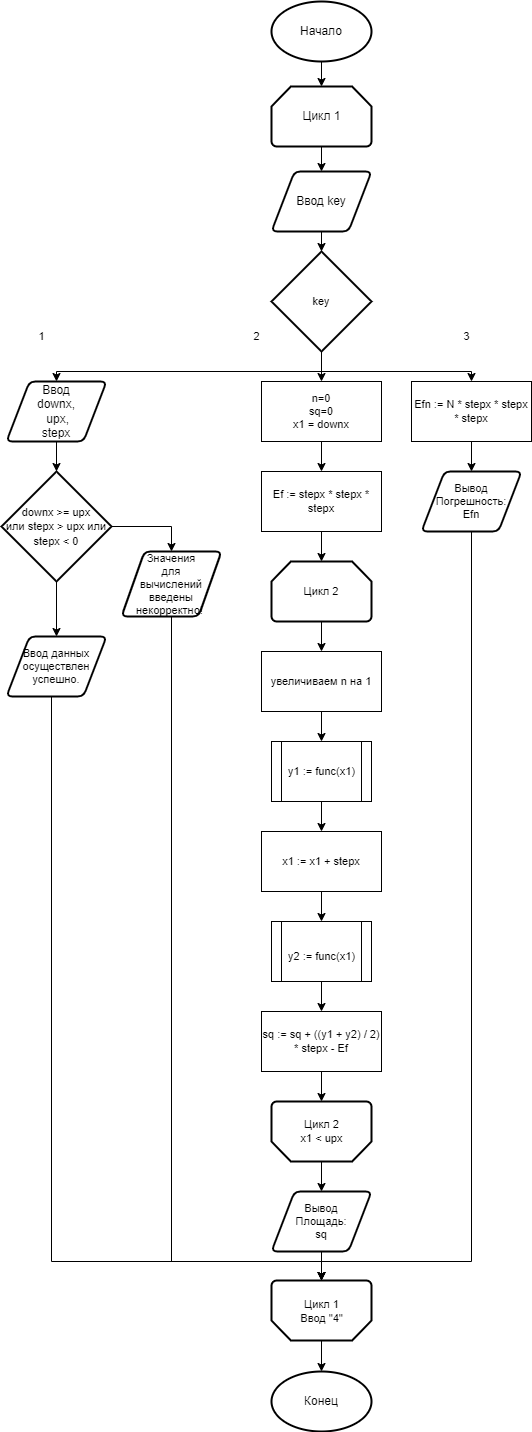 Начало
Цикл 1
Ввод key
key
1
2
3
Ввод
downx,
upx,
stepx
n=0
sq=0
x1 = downx
Efn := N * stepx * stepx
* stepx
downx >= upx
или stepx > upx или
stepx < 0
Ef := stepx * stepx *
stepx
Вывод
Погрешность:
Efn
Значения
для
вычислений
введены
некорректно!
Цикл 2
Ввод данных
осуществлен
успешно.
увеличиваем n на 1
y1 := func(x1)
x1 := x1 + stepx
y2 := func(x1)
sq := sq + ((y1 + y2) / 2)
* stepx - Ef
Цикл 2
x1 < upx
Вывод
Площадь:
sq
Цикл 1
Ввод "4"
Конец